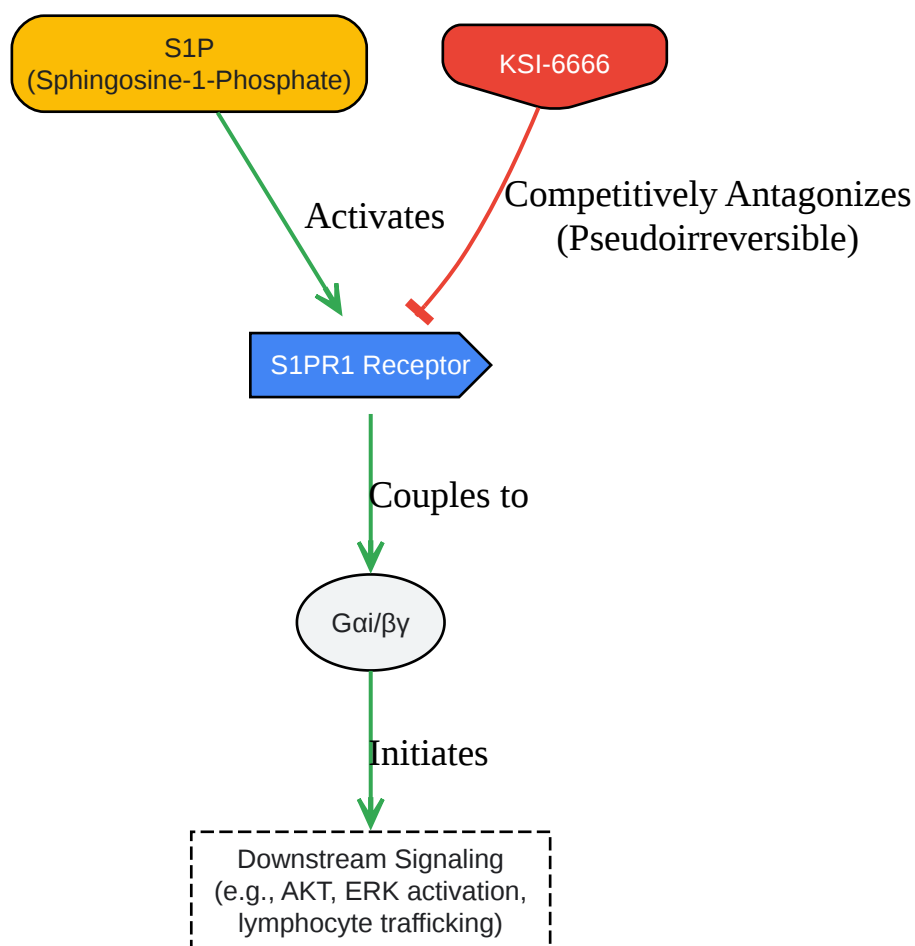 S1P
(Sphingosine-1-Phosphate)
KSI-6666
Activates
Competitively Antagonizes
(Pseudoirreversible)
S1PR1 Receptor
Couples to
Gαi/βγ
Initiates
Downstream Signaling
(e.g., AKT, ERK activation,
lymphocyte trafficking)